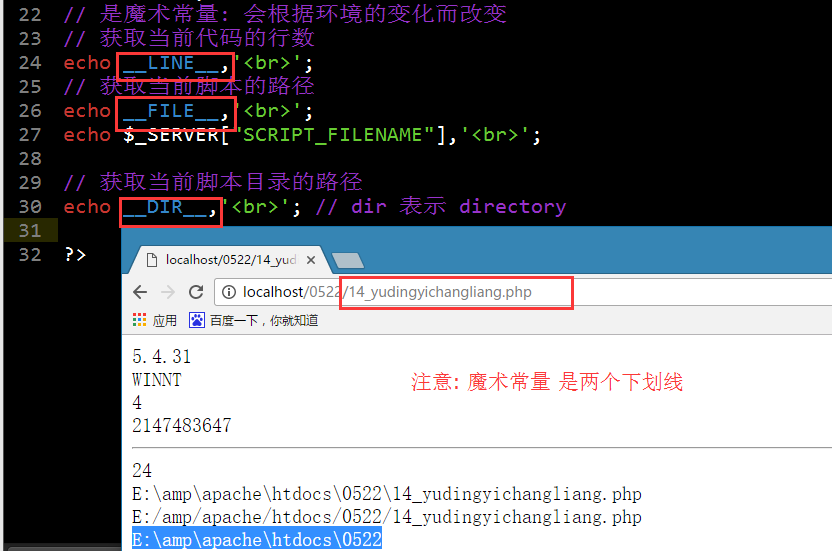 22 // 是魔术常量: 会根据环境的变化而改变
23 // 获取当前代码的行数
24 echo __LINE__,'<br>';
25 // 获取当前脚本的路径
26 echo __FILE__,'<br>';
27 echo $_SERVER["SCRIPT_FILENAME"],'<br>';
28
29 // 获取当前脚本目录的路径
30 echo __DIR__,'<br>'; // dir 表示 directory
31
32 ?>
localhost/0522/14_yud
localhost/0522/14_yudingyichangliang.php
应用 百度一下，你就知道
5.4.31
WINNT
注意: 魔术常量 是两个下划线
4
2147483647
24
E:\amp\apache\htdocs\0522\14_yudingyichangliang.php
E:/amp/apache/htdocs/0522/14_yudingyichangliang.php
E:\amp\apache\htdocs\0522